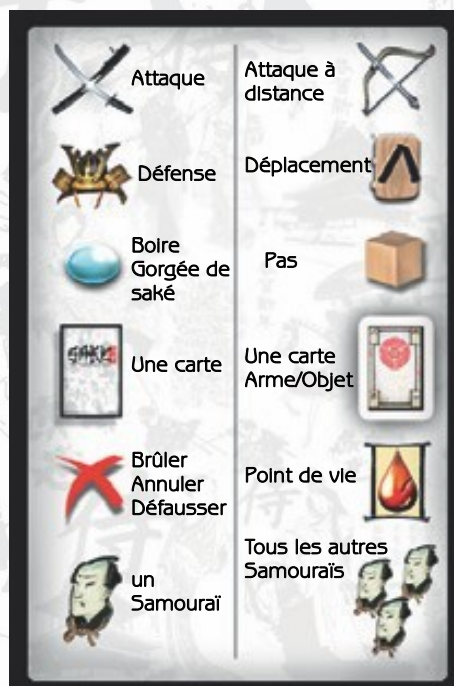 Attaque
Défense
Boire
Gorgée de
saké
Une carte
Brûler
Annuler
Défausser
un
Samouraï
Attaque à
distance
Déplacement
Pas
Une carte
Arme/Objet
Point de vie
Tous les autres
Samouraïs